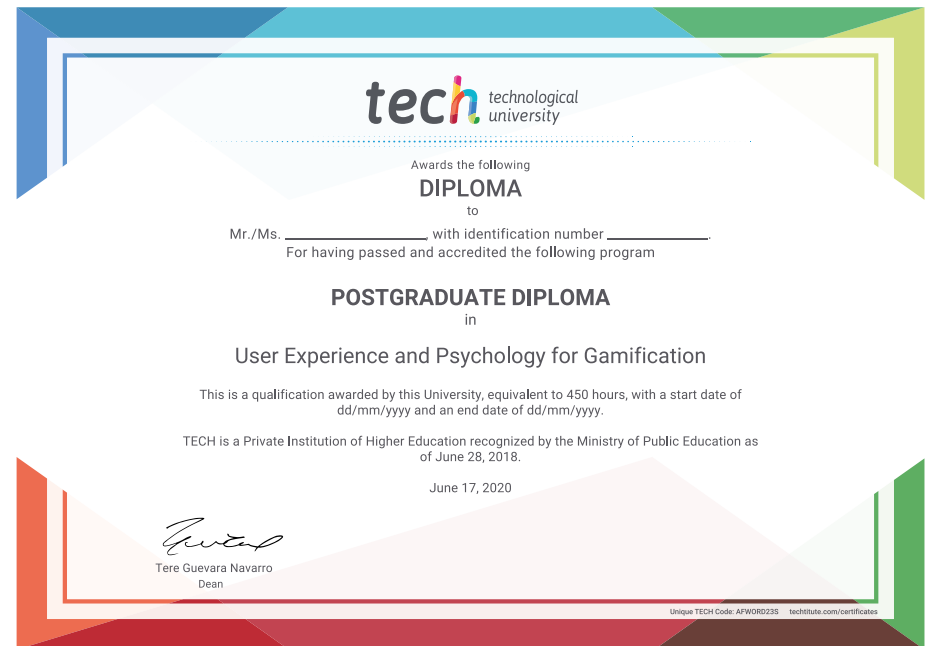 tech technological
university
Awards the following
DIPLOMA
to
Mr./Ms. ____________________, with identification number ______________.
For having passed and accredited the following program
POSTGRADUATE DIPLOMA
in
User Experience and Psychology for Gamification
This is a qualification awarded by this University, equivalent to 450 hours, with a start date of
dd/mm/yyyy and an end date of dd/mm/yyyy.
TECH is a Private Institution of Higher Education recognized by the Ministry of Public Education as
of June 28, 2018.
June 17, 2020
Tere Guevara Navarro
Dean
Unique TECH Code: AFWORD23S techtitute.com/certificates